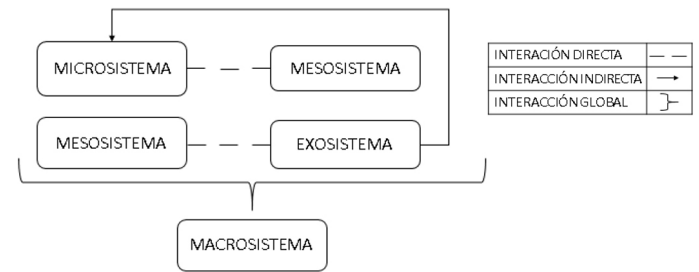 MICROSISTEMA
MESOSISTEMA
MESOSISTEMA
EXOSISTEMA
MACROSISTEMA
INTERACIÓN DIRECTA
INTERACCIÓN INDIRECTA
INTERACCIÓN GLOBAL